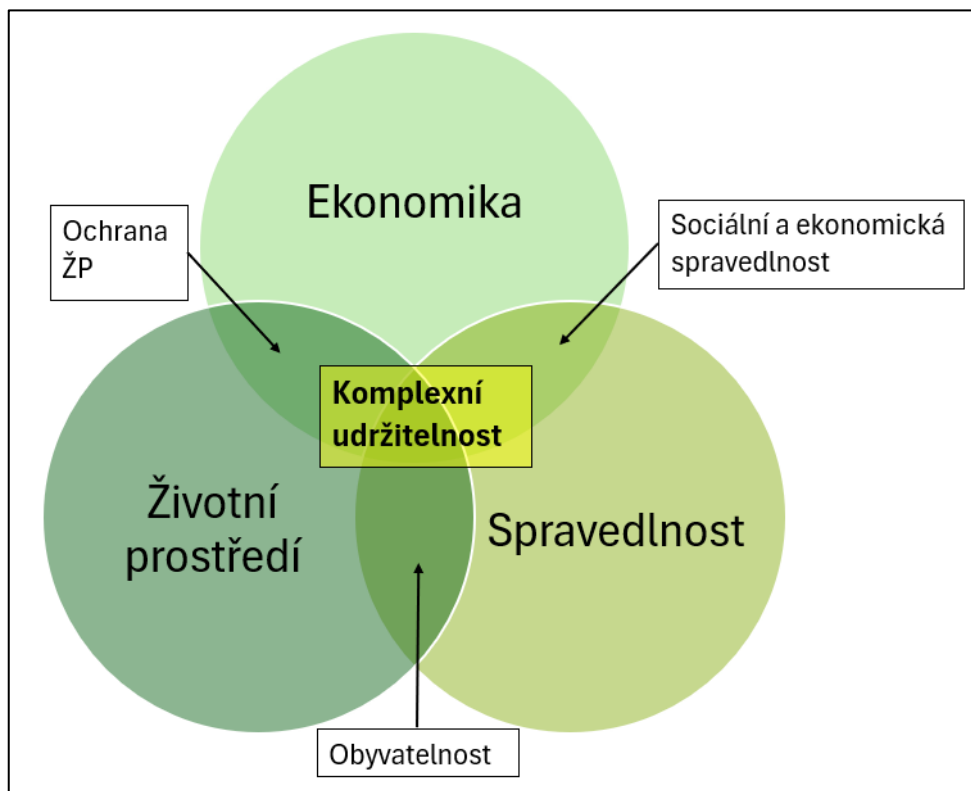 Ekonomika
Ochrana
ŽP
Sociální a ekonomická
spravedlnost
Komplexní
udržitelnost
Životní
prostředí
Spravedlnost
Obyvatelnost